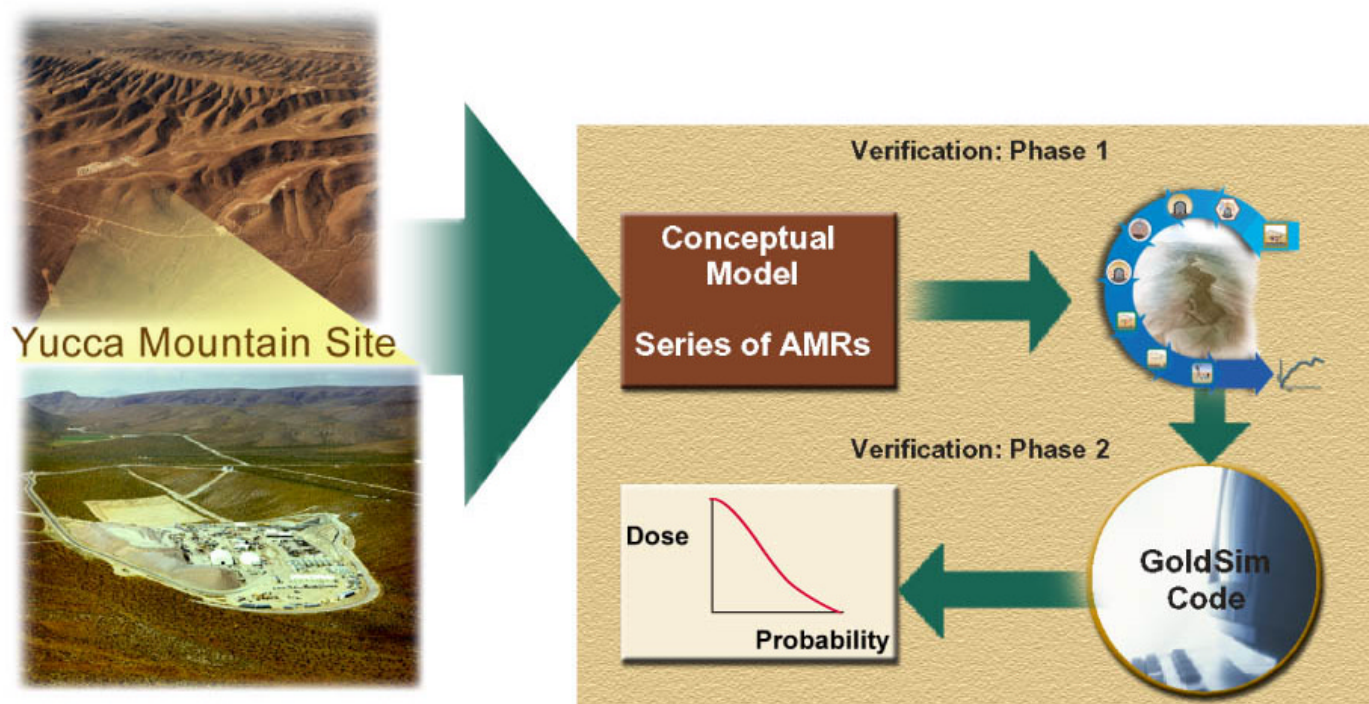 Yucca Mountain Site
Verification: Phase 1
Conceptual
Model
Series of AMRs
Verification: Phase 2
Dose
Probability
GoldSim
Code